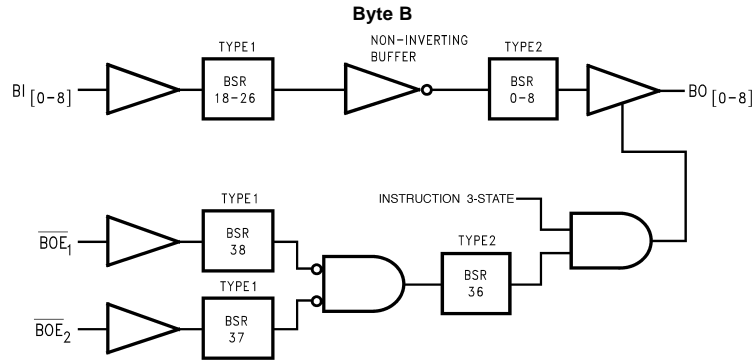 Byte B
TYPE1
NON-INVERTING
BUFFER
TYPE2
BI [0-8]
BSR
18-26
BSR
0-8
BO [0-8]
TYPE1
INSTRUCTION 3-STATE
BOE1
BSR
38
TYPE2
TYPE1
BSR
36
BOE2
BSR
37